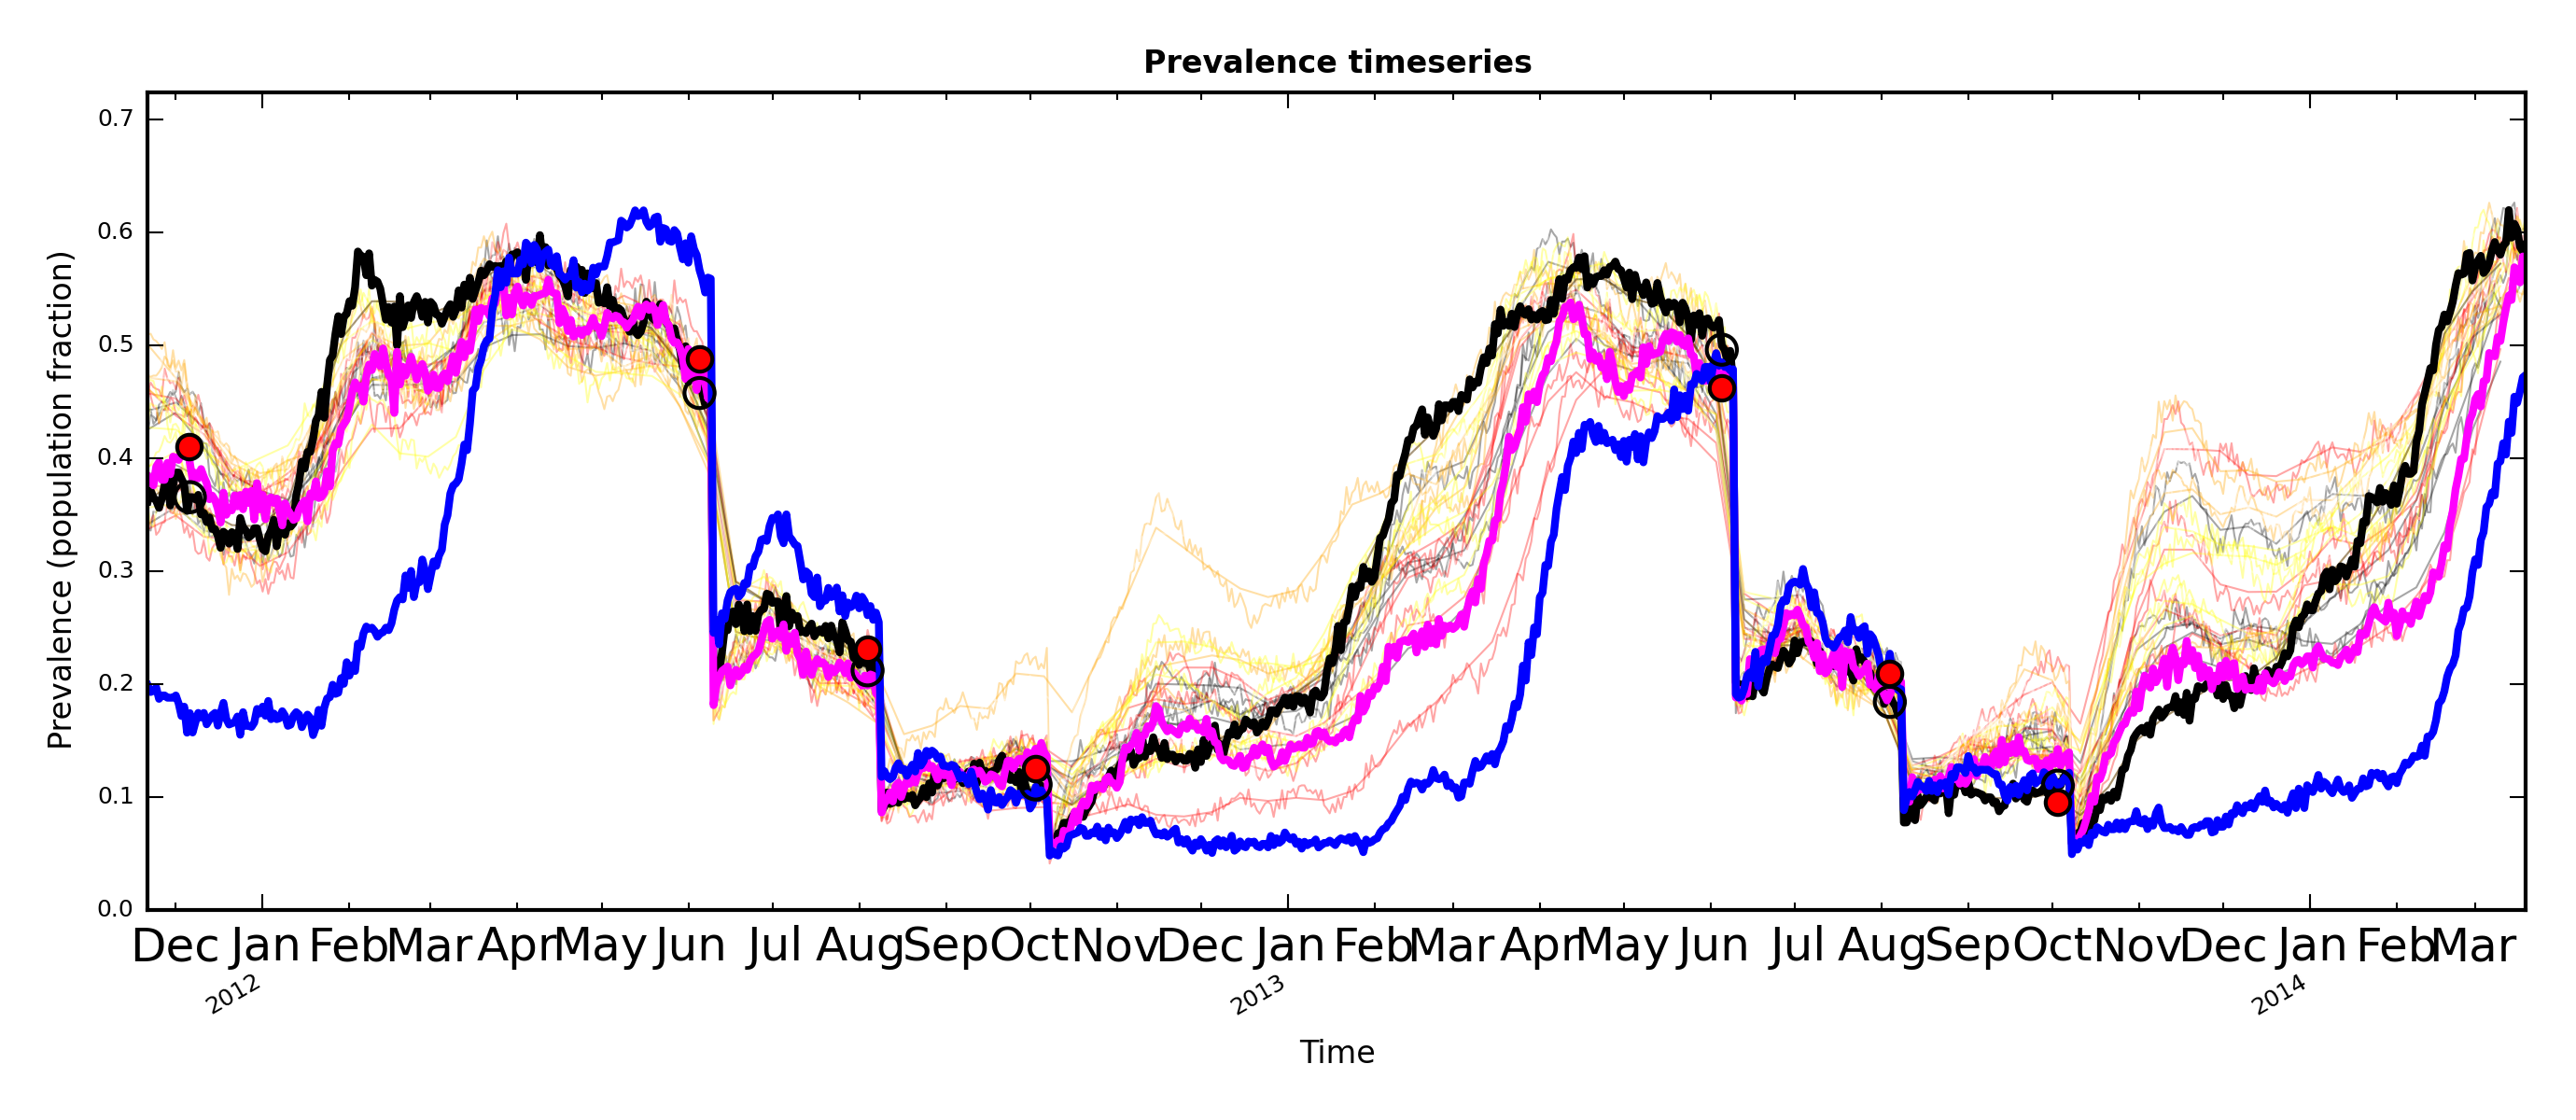 Prevalence timeseries
Prevalence (population fraction)
0.7
0.6
0.5
0.4
0.3
0.2
0.1
0.0
Dec Jan Feb Mar Apr May Jun Jul Aug Sep Oct Nov Dec Jan Feb Mar Apr May Jun Jul Aug Sep Oct Nov Dec Jan Feb Mar
2012 2013 2014
Time